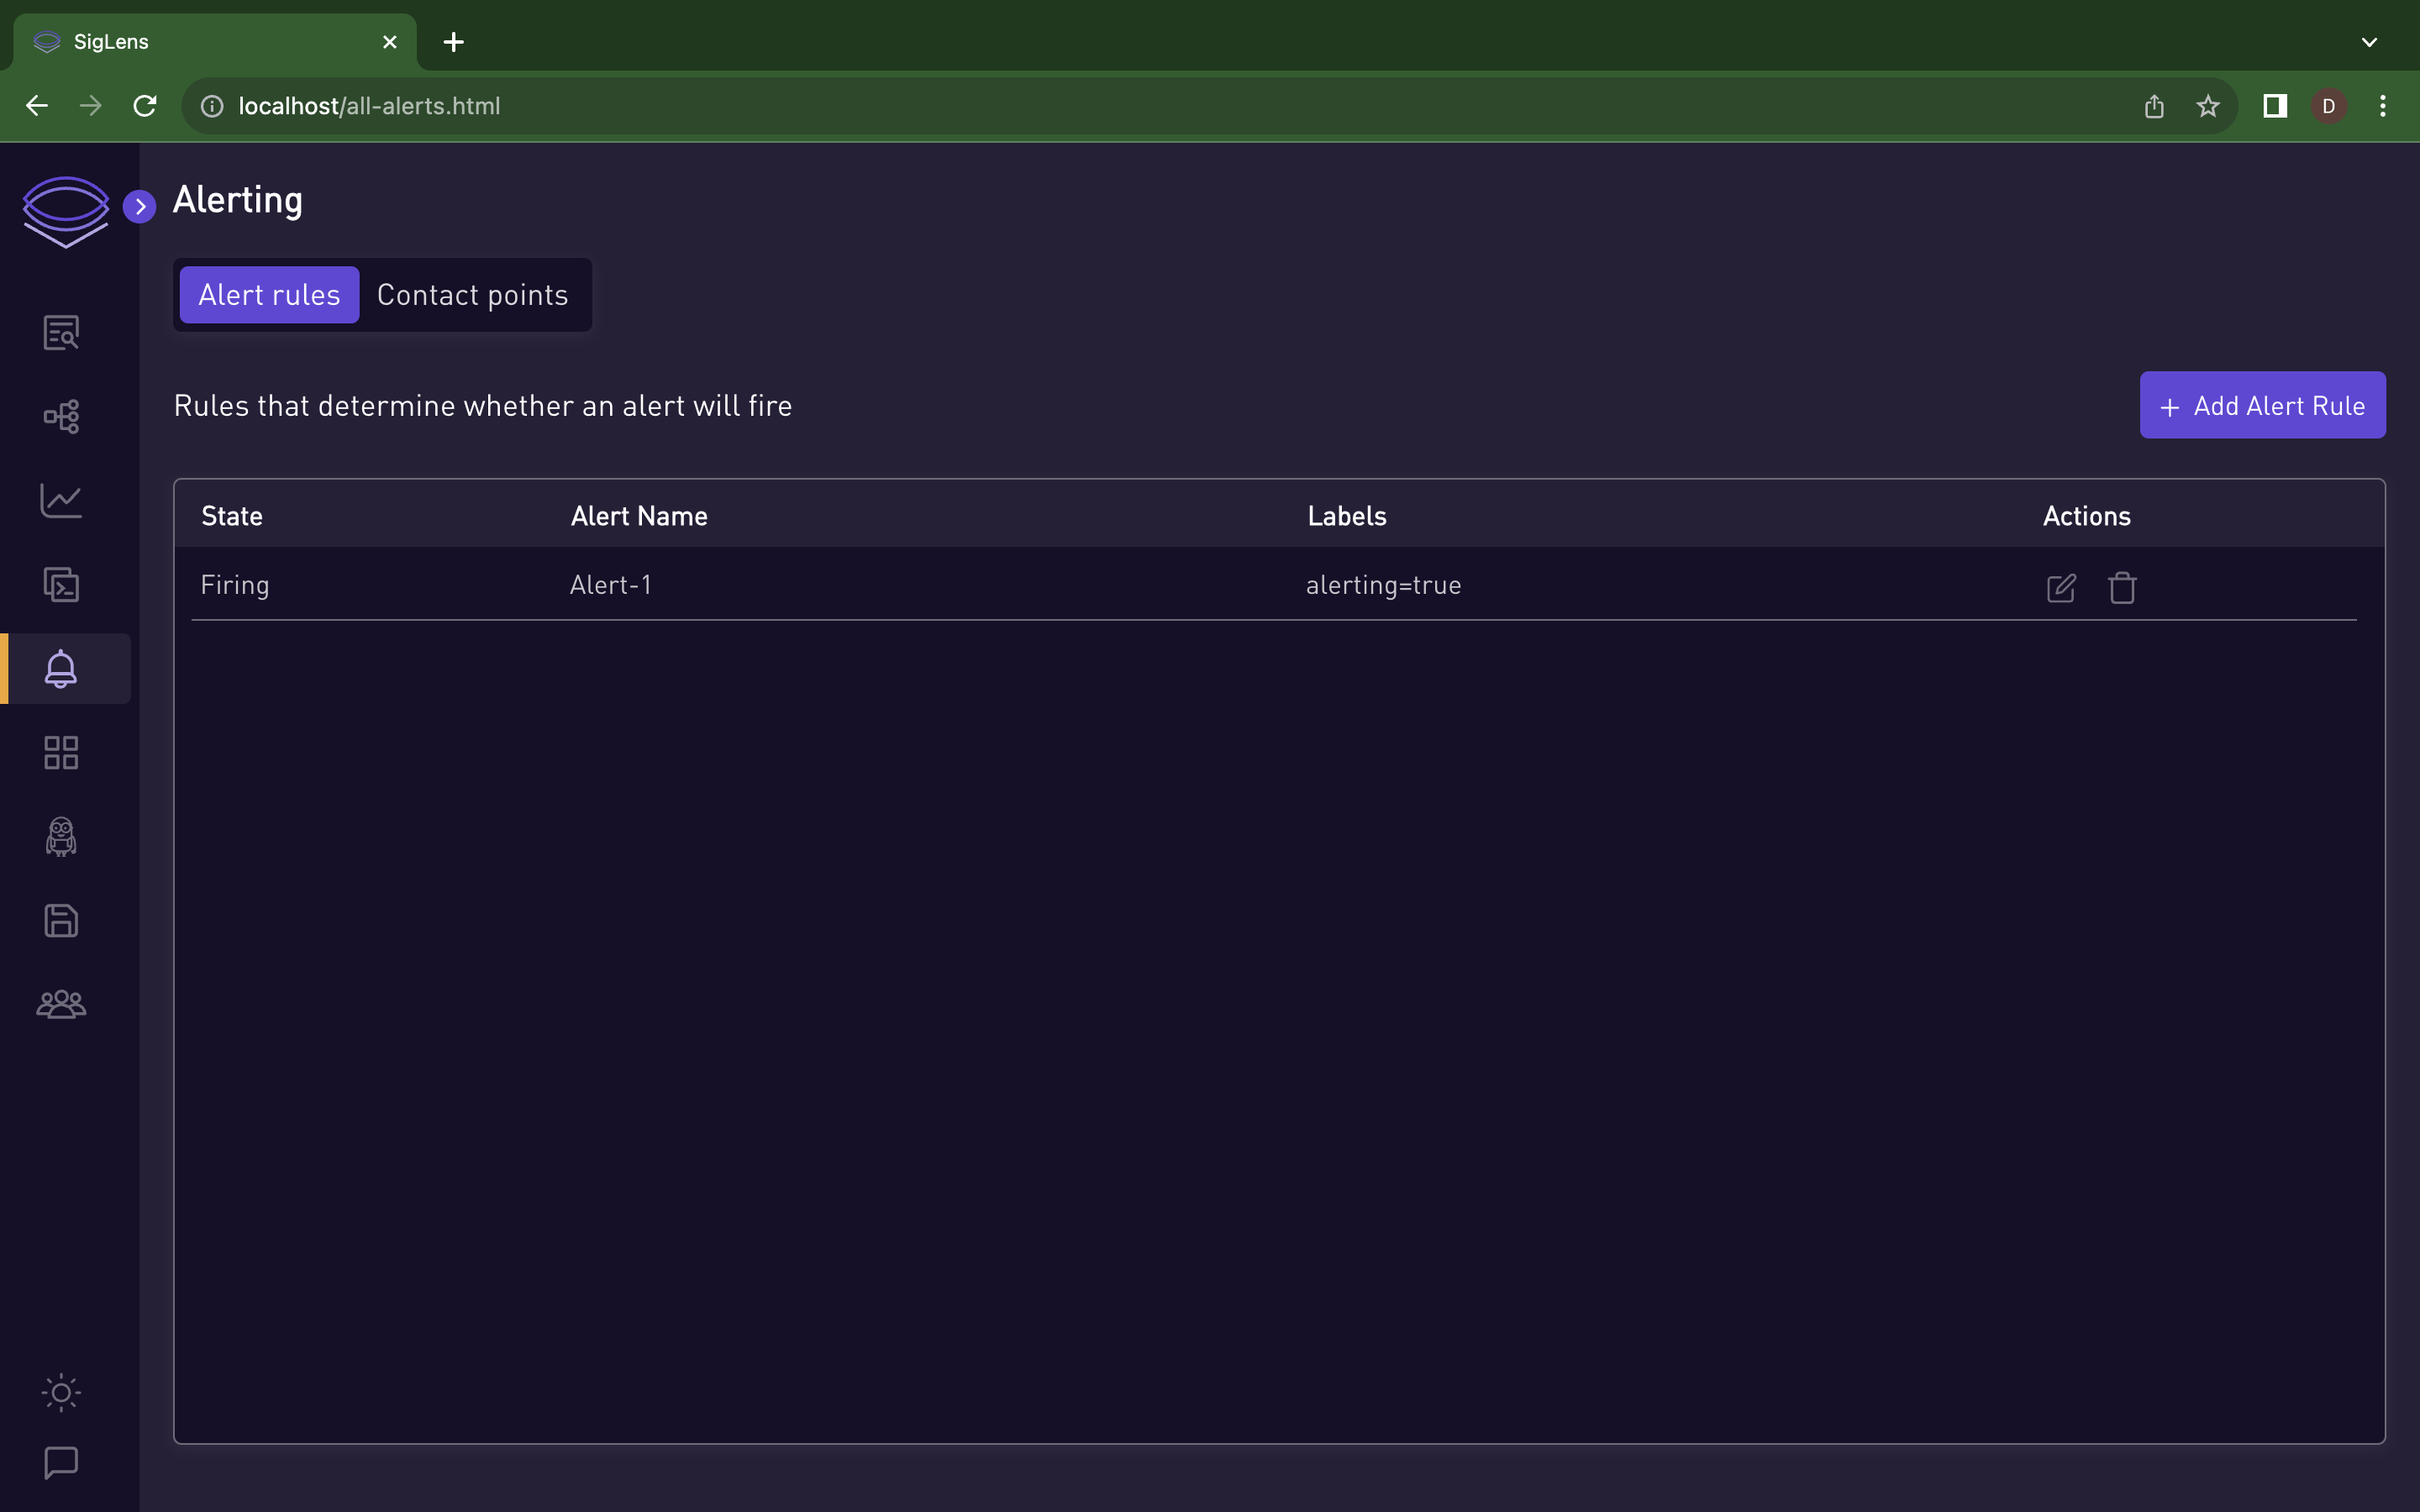 SigLens
localhost/all-alerts.html
D
Alerting
Alert rules
Contact points
Rules that determine whether an alert will fire
+ Add Alert Rule
State Alert Name Labels Actions
Firing Alert-1 alerting=true